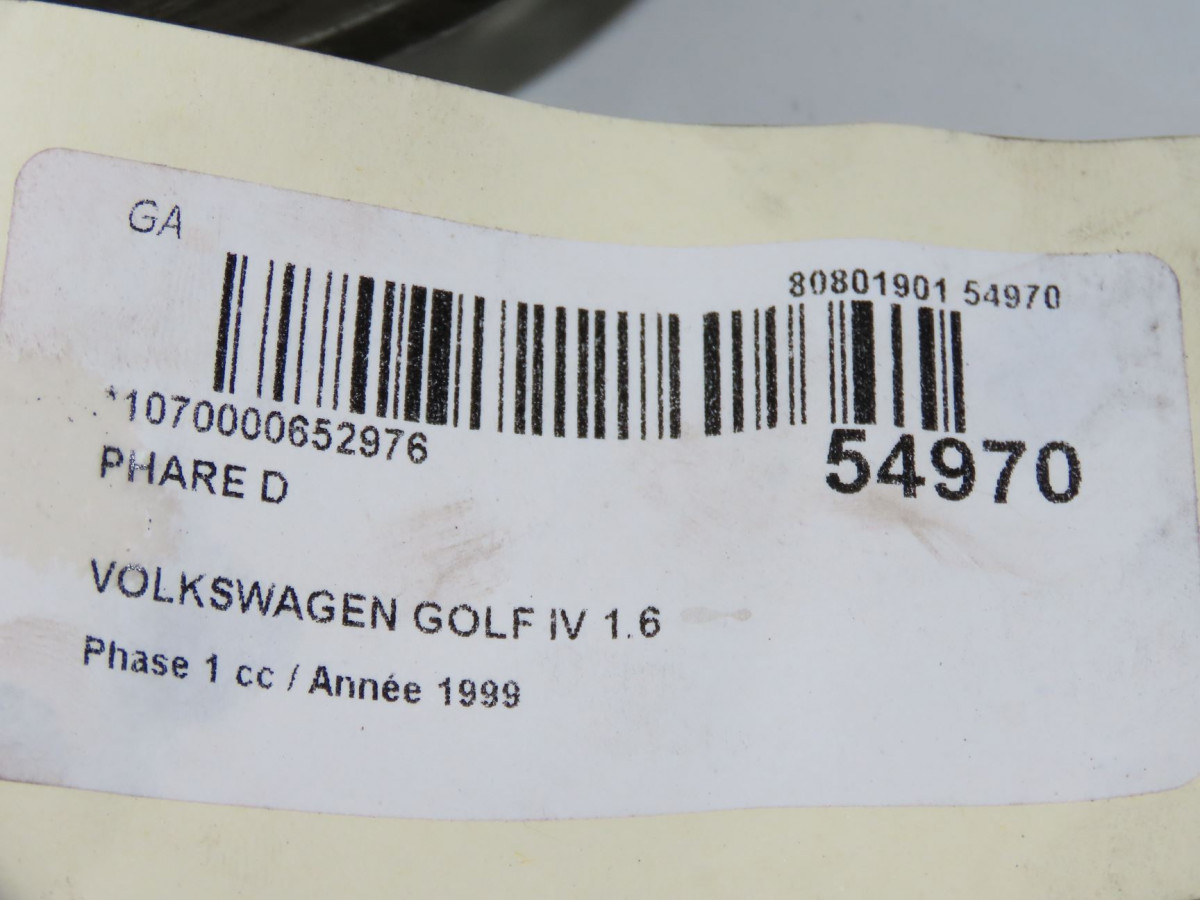 GA
80801901 54970
*1070000652976
54970
PHARE D
VOLKSWAGEN GOLF IV 1.6
Phase 1 cc / Année 1999